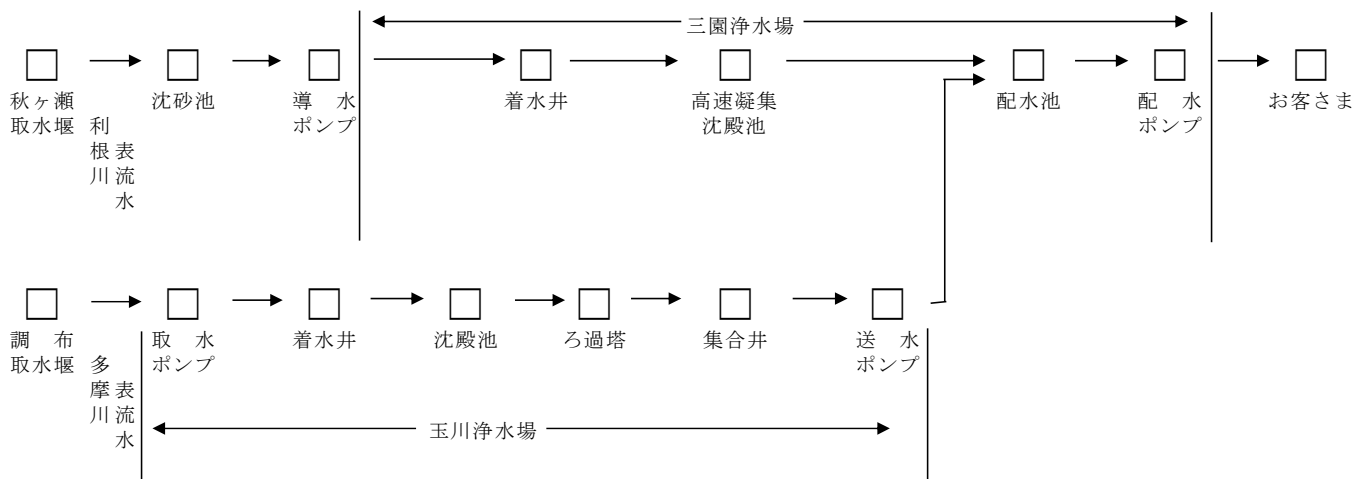 三園浄水場
秋ヶ瀬
取水堰
利根川
表流水
沈砂池
導　水
ポンプ
着水井
高速凝集
沈殿池
配水池
配　水
ポンプ
お客さま
調　布
取水堰
多摩川
表流水
取　水
ポンプ
着水井
沈殿池
ろ過塔
集合井
送　水
ポンプ
玉川浄水場